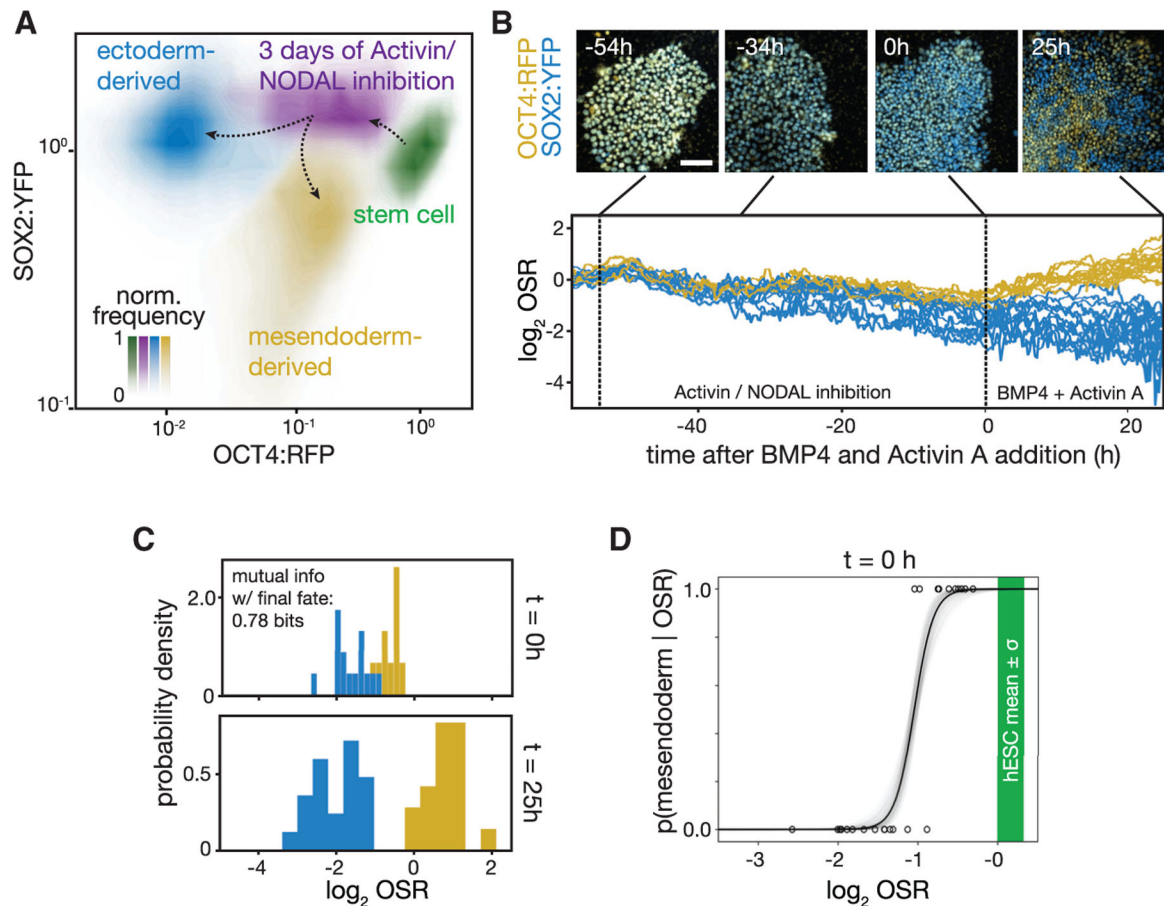 A
ectoderm-
derived
3 days of Activin/
NODAL inhibition
stem cell
mesendoderm-
derived
norm.
frequency
1
0
SOX2:YFP
10⁰
10⁻¹
10⁻²
10⁻¹
10⁰
OCT4:RFP
B
OCT4:RFP
SOX2:YFP
-54h
-34h
0h
25h
log₂ OSR
2
0
-2
-4
Activin / NODAL inhibition
BMP4 + Activin A
-40
-20
0
20
time after BMP4 and Activin A addition (h)
C
probability density
mutual info
w/ final fate:
0.78 bits
2.0
0
t = 0h
0.5
0
t = 25h
-4
-2
0
2
log₂ OSR
D
t = 0 h
p(mesendoderm | OSR)
1.0
0.0
hESC mean ± σ
-3
-2
-1
-0
log₂ OSR